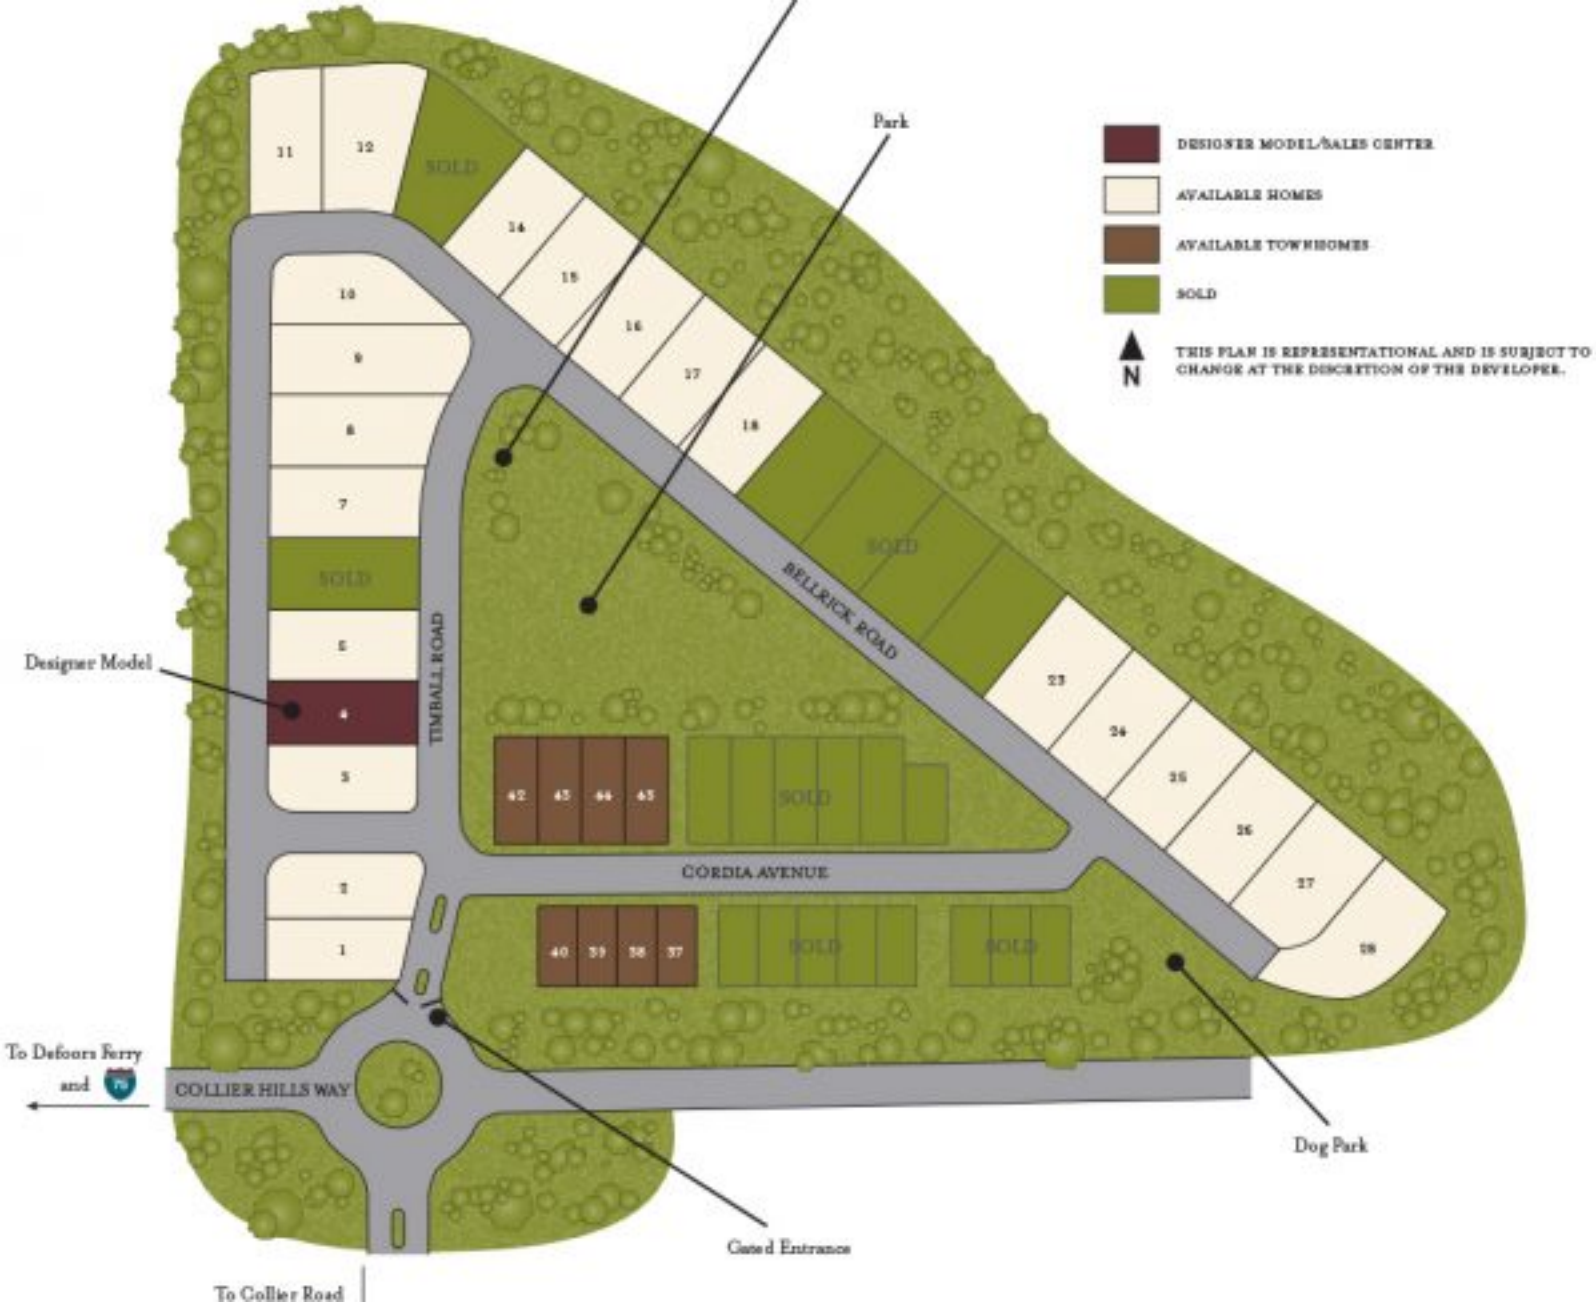 Park
DESIGNER MODEL/SALES CENTER
AVAILABLE HOMES
AVAILABLE TOWNHOMES
SOLD
N
THIS PLAN IS REPRESENTATIONAL AND IS SUBJECT TO
CHANGE AT THE DISCRETION OF THE DEVELOPER.
11
12
SOLD
14
15
16
17
18
SOLD
23
24
25
26
27
28
10
9
8
7
SOLD
5
4
3
2
1
Designer Model
TIMBALL ROAD
BELLRICK ROAD
42
43
44
45
SOLD
CORDIA AVENUE
40
39
38
37
SOLD
SOLD
To Defoors Ferry
and 75
COLLIER HILLS WAY
Dog Park
Gated Entrance
To Collier Road